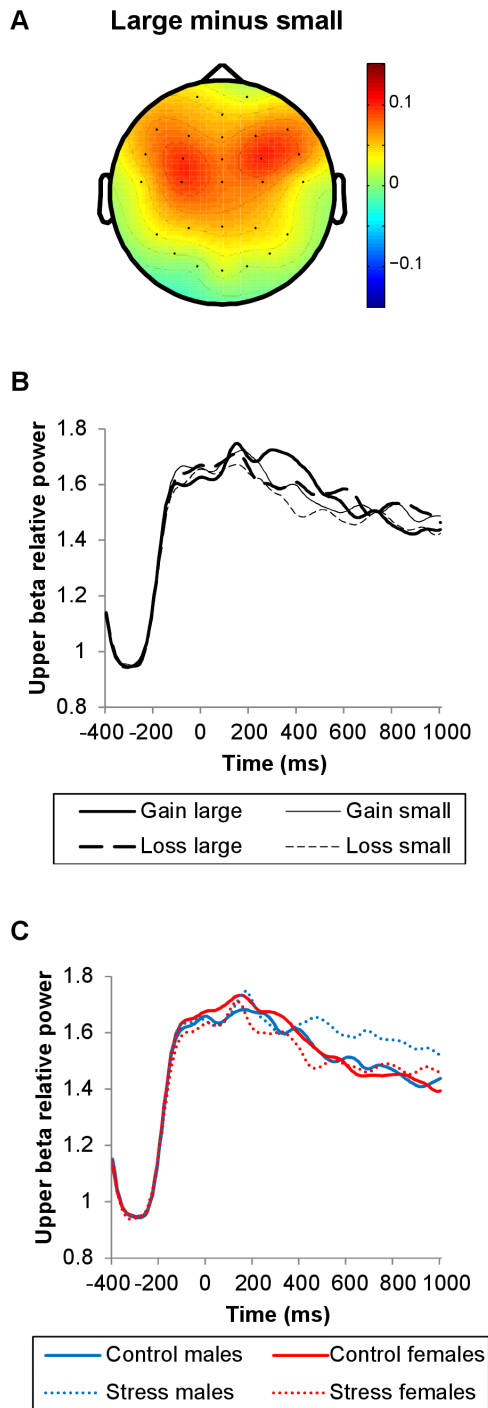 A Large minus small
0.1
0
−0.1
B
Upper beta relative power
1.8
1.6
1.4
1.2
1
0.8
-400 -200 0 200 400 600 800 1000
Time (ms)
Gain large Gain small
Loss large Loss small
C
Upper beta relative power
1.8
1.6
1.4
1.2
1
0.8
-400 -200 0 200 400 600 800 1000
Time (ms)
Control males Control females
Stress males Stress females